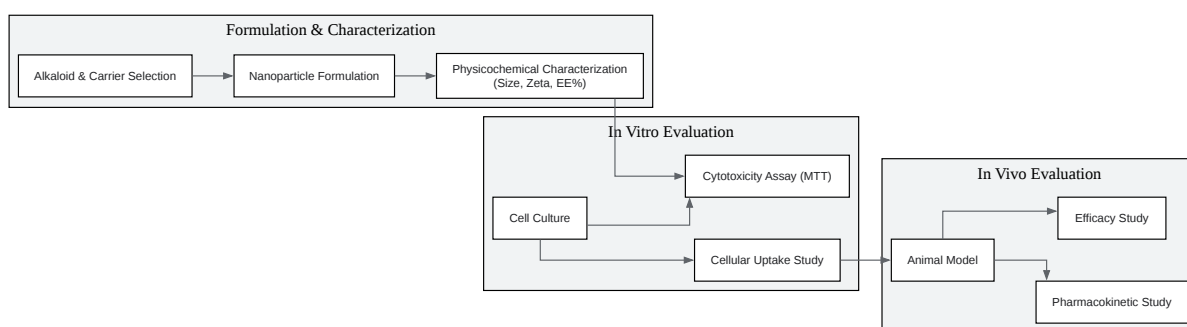 Formulation & Characterization
Alkaloid & Carrier Selection
Nanoparticle Formulation
Physicochemical Characterization
(Size, Zeta, EE%)
In Vitro Evaluation
Cytotoxicity Assay (MTT)
Cell Culture
Cellular Uptake Study
In Vivo Evaluation
Efficacy Study
Animal Model
Pharmacokinetic Study